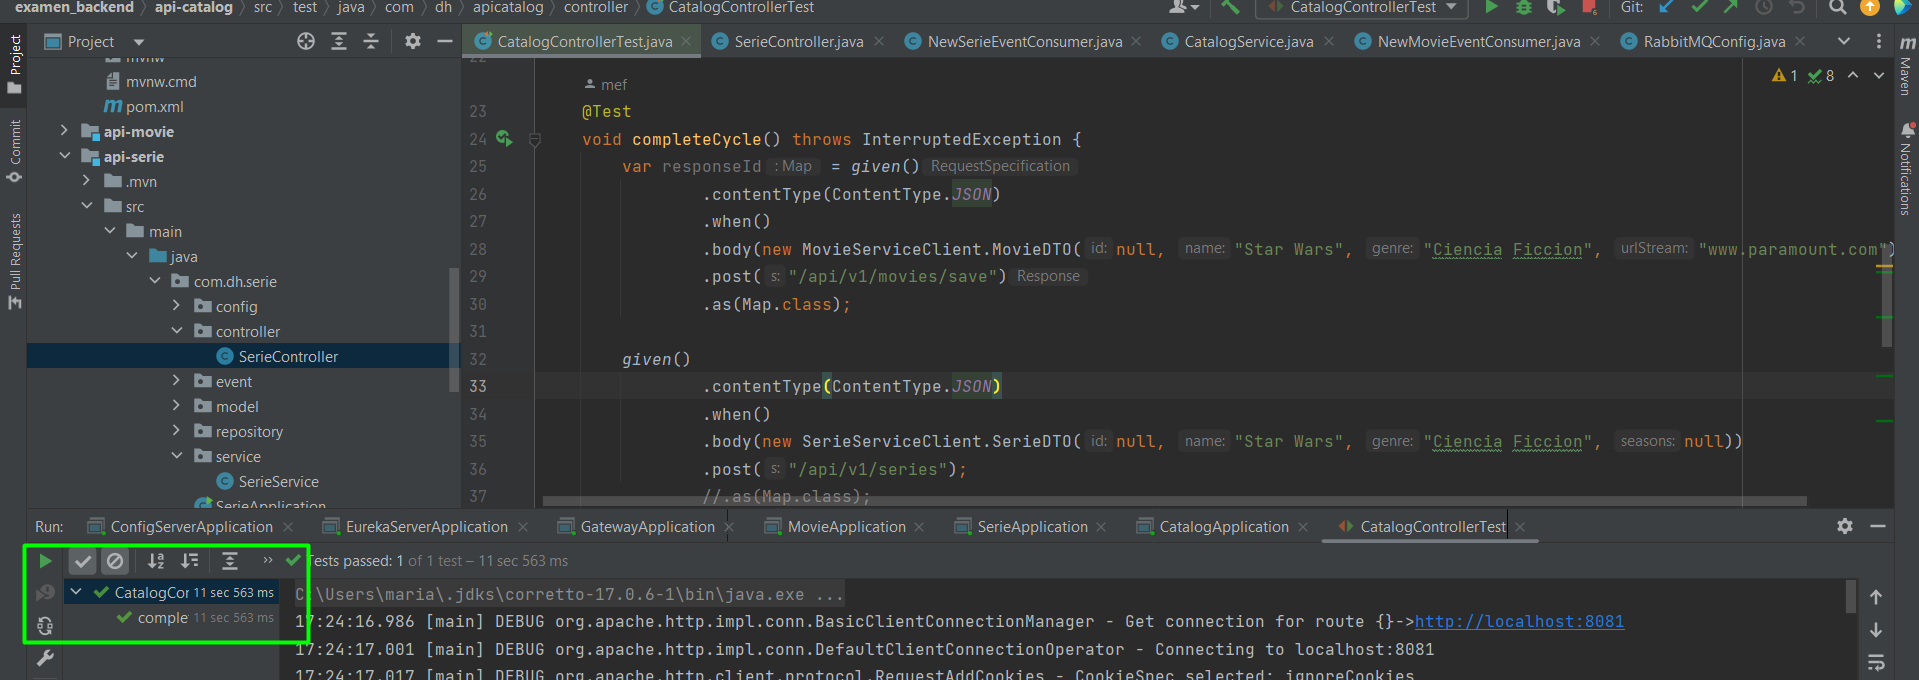 examen_backend 〉 api-catalog 〉 src 〉 test 〉 java 〉 com 〉 dh 〉 apicatalog 〉 controller 〉 CatalogControllerTest
CatalogControllerTest
Git:
Project
CatalogControllerTest.java
SerieController.java
NewSerieEventConsumer.java
CatalogService.java
NewMovieEventConsumer.java
RabbitMQConfig.java
Project
Commit
Pull Requests
mvnw
mvnw.cmd
pom.xml
api-movie
api-serie
.mvn
src
main
java
com.dh.serie
config
controller
SerieController
event
model
repository
service
SerieService
SerieApplication
22
mef
23 @Test
24 void completeCycle() throws InterruptedException {
25 var responseId : Map = given() RequestSpecification
26 .contentType(ContentType.JSON)
27 .when()
28 .body(new MovieServiceClient.MovieDTO( id: null, name: "Star Wars", genre: "Ciencia Ficcion", urlStream: "www.paramount.com")
29 .post( s: "/api/v1/movies/save") Response
30 .as(Map.class);
31
32 given()
33 .contentType(ContentType.JSON)
34 .when()
35 .body(new SerieServiceClient.SerieDTO( id: null, name: "Star Wars", genre: "Ciencia Ficcion", seasons: null))
36 .post( s: "/api/v1/series");
37 //.as(Map.class);
1 8
Maven
Notifications
Run: ConfigServerApplication EurekaServerApplication GatewayApplication MovieApplication SerieApplication CatalogApplication CatalogControllerTest
Tests passed: 1 of 1 test – 11 sec 563 ms
CatalogCor 11 sec 563 ms
comple 11 sec 563 ms
C:\Users\maria\.jdks\corretto-17.0.6-1\bin\java.exe ...
17:24:16.986 [main] DEBUG org.apache.http.impl.conn.BasicClientConnectionManager - Get connection for route {}->http://localhost:8081
17:24:17.001 [main] DEBUG org.apache.http.impl.conn.DefaultClientConnectionOperator - Connecting to localhost:8081
17:24:17.017 [main] DEBUG org.apache.http.client.protocol.RequestAddCookies - CookieSpec selected: ignoreCookies